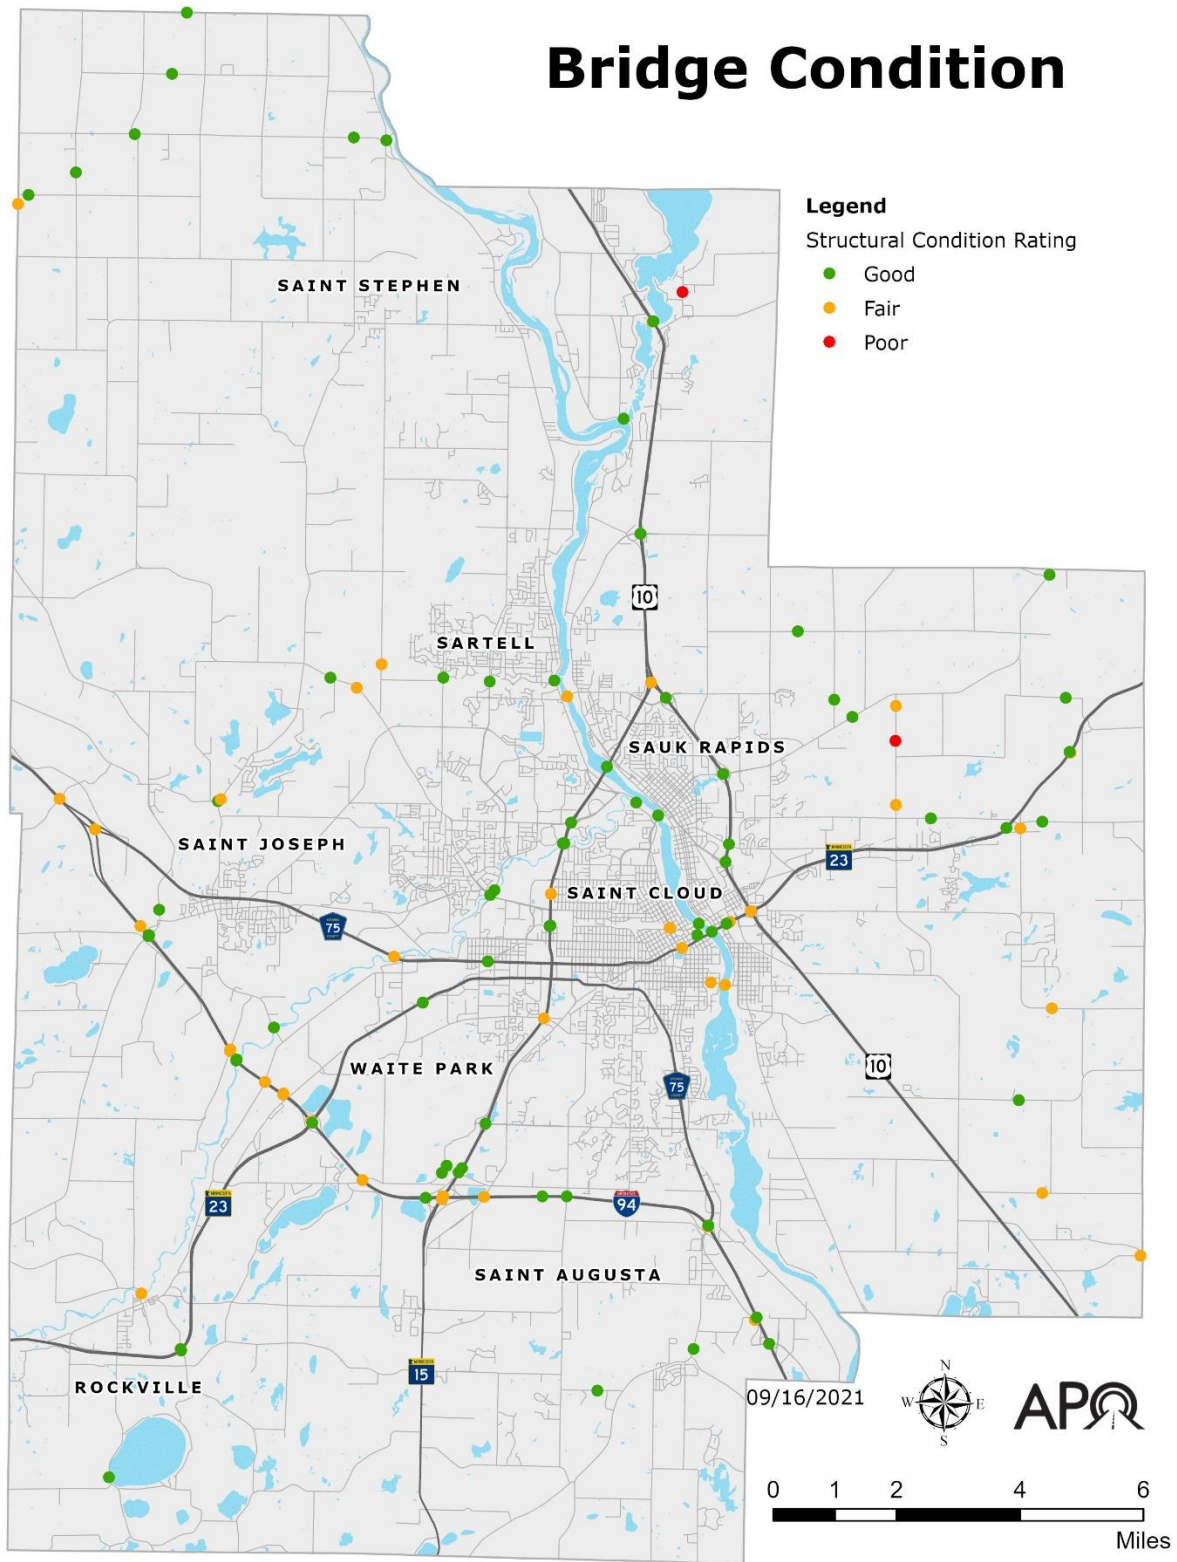 Bridge Condition
Legend
Structural Condition Rating
Good
Fair
Poor
SAINT STEPHEN
10
SARTELL
SAUK RAPIDS
SAINT JOSEPH
23
SAINT CLOUD
75
WAITE PARK
10
75
23
94
SAINT AUGUSTA
15
ROCKVILLE
09/16/2021
N
W E
S
APO
0 1 2 4 6
Miles